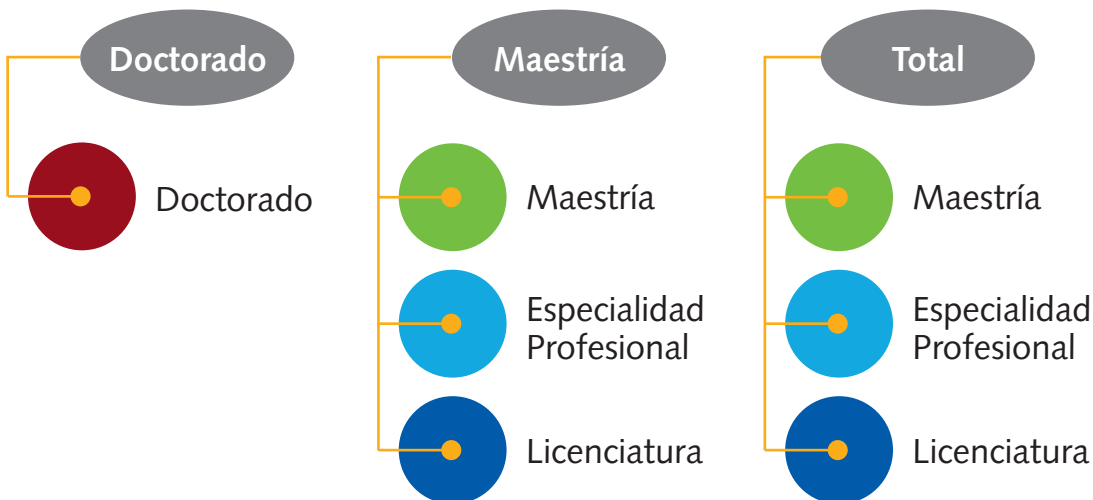 Doctorado
Doctorado
Maestría
Maestría
Especialidad
Profesional
Licenciatura
Total
Maestría
Especialidad
Profesional
Licenciatura